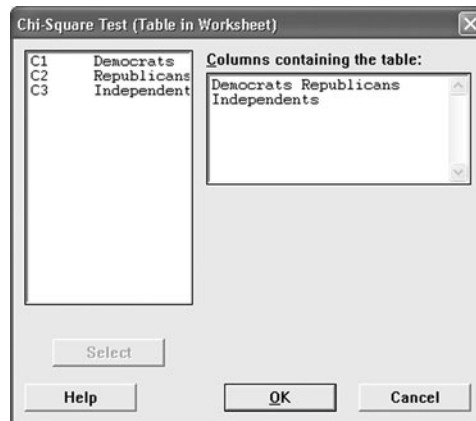 Chi-Square Test (Table in Worksheet)
C1 Democrats
C2 Republicans
C3 Independent
Columns containing the table:
Democrats Republicans
Independents
Select
Help
OK
Cancel